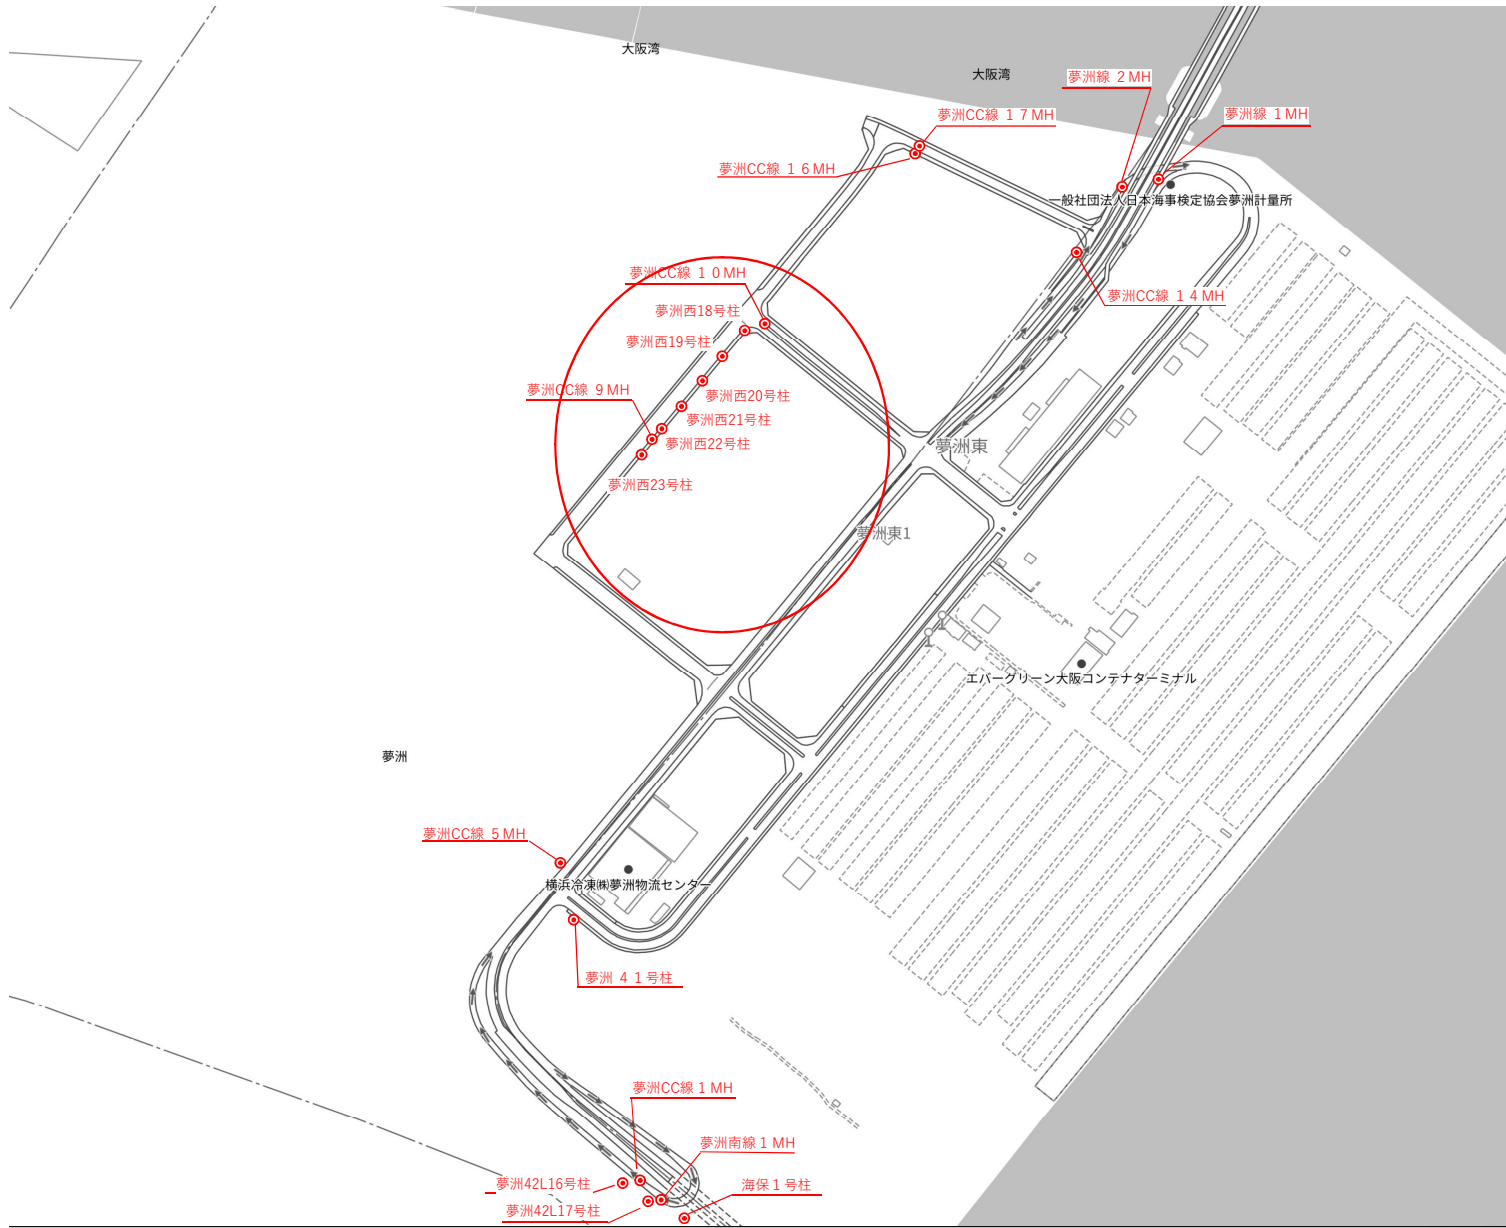 大阪湾
大阪湾
夢洲線 2 MH
夢洲線 1 MH
夢洲CC線 1 7 MH
夢洲CC線 1 6 MH
一般社団法人日本海事検定協会夢洲計量所
夢洲CC線 1 0 MH
夢洲CC線 1 4 MH
夢洲西18号柱
夢洲西19号柱
夢洲CC線 9 MH
夢洲西20号柱
夢洲西21号柱
夢洲西22号柱
夢洲東
夢洲西23号柱
夢洲東1
エバーグリーン大阪コンテナターミナル
夢洲
夢洲CC線 5 MH
横浜冷凍㈱夢洲物流センター
夢洲 4 1 号柱
夢洲CC線 1 MH
夢洲南線 1 MH
夢洲42L16号柱
海保 1 号柱
夢洲42L17号柱